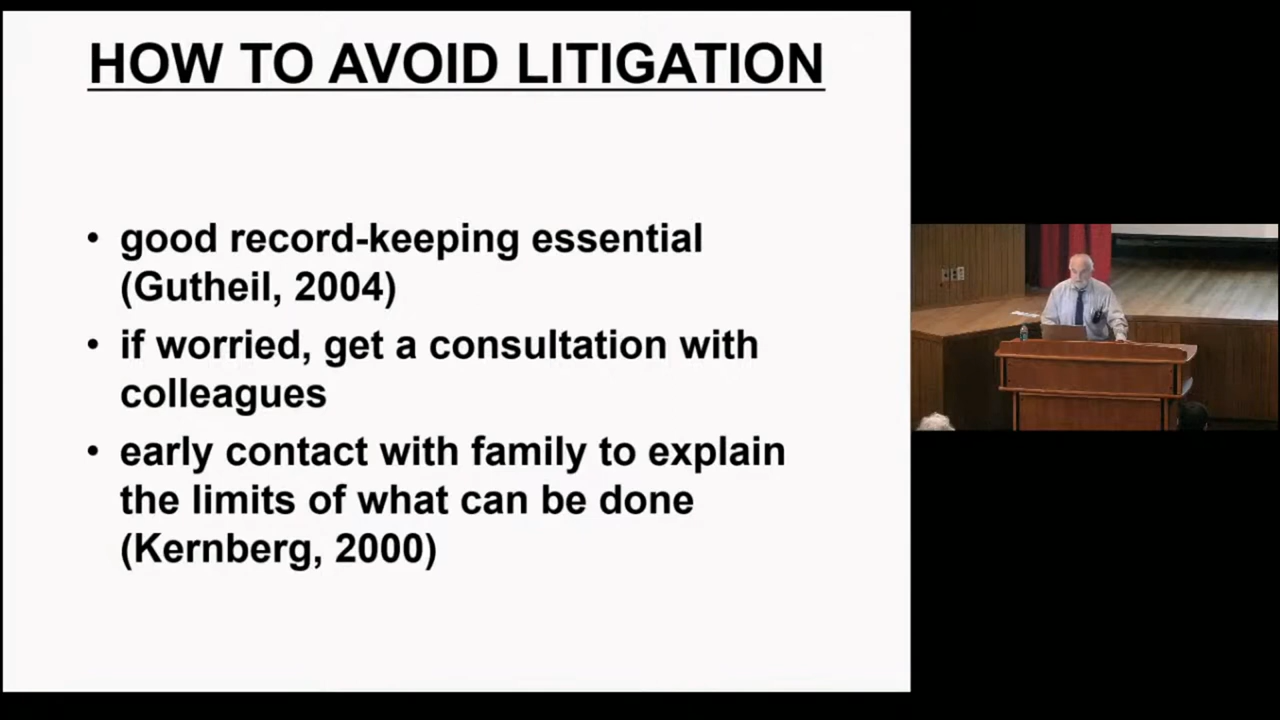 HOW TO AVOID LITIGATION
• good record-keeping essential
(Gutheil, 2004)
• if worried, get a consultation with
colleagues
• early contact with family to explain
the limits of what can be done
(Kernberg, 2000)